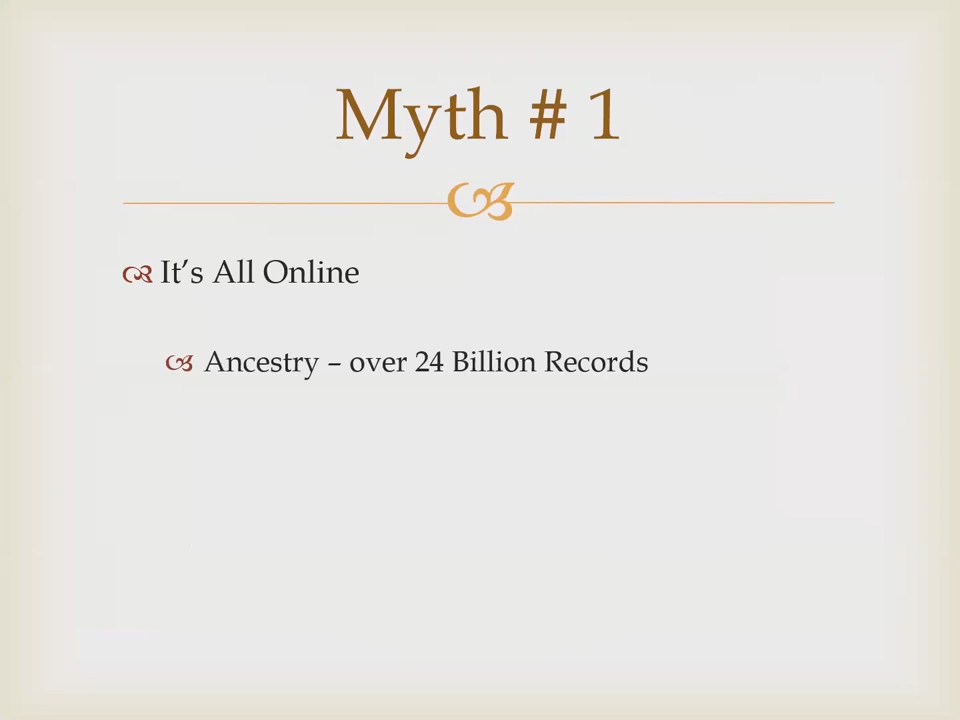 Myth # 1
It’s All Online
Ancestry – over 24 Billion Records